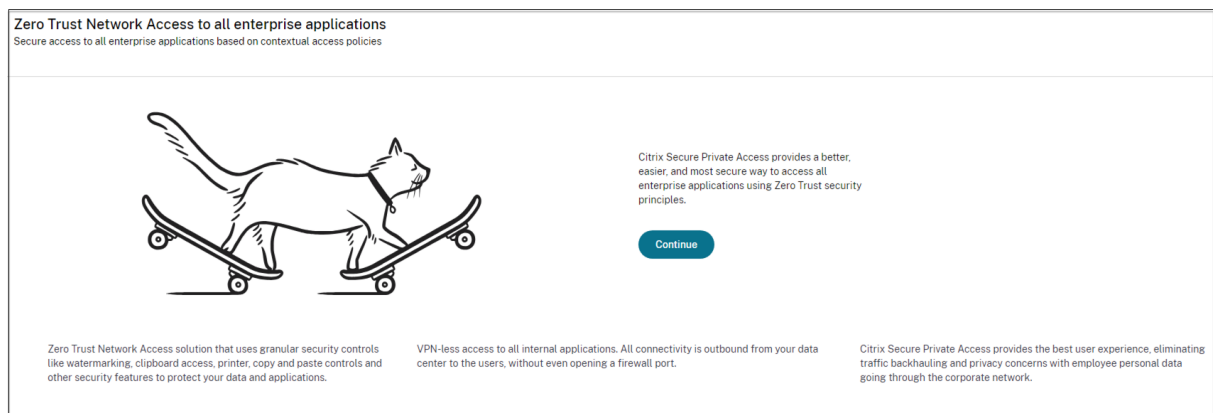 Zero Trust Network Access to all enterprise applications
Secure access to all enterprise applications based on contextual access policies
Citrix Secure Private Access provides a better,
easier, and most secure way to access all
enterprise applications using Zero Trust security
principles.
Continue
Zero Trust Network Access solution that uses granular security controls
like watermarking, clipboard access, printer, copy and paste controls and
other security features to protect your data and applications.
VPN-less access to all internal applications. All connectivity is outbound from your data
center to the users, without even opening a firewall port.
Citrix Secure Private Access provides the best user experience, eliminating
traffic backhauling and privacy concerns with employee personal data
going through the corporate network.